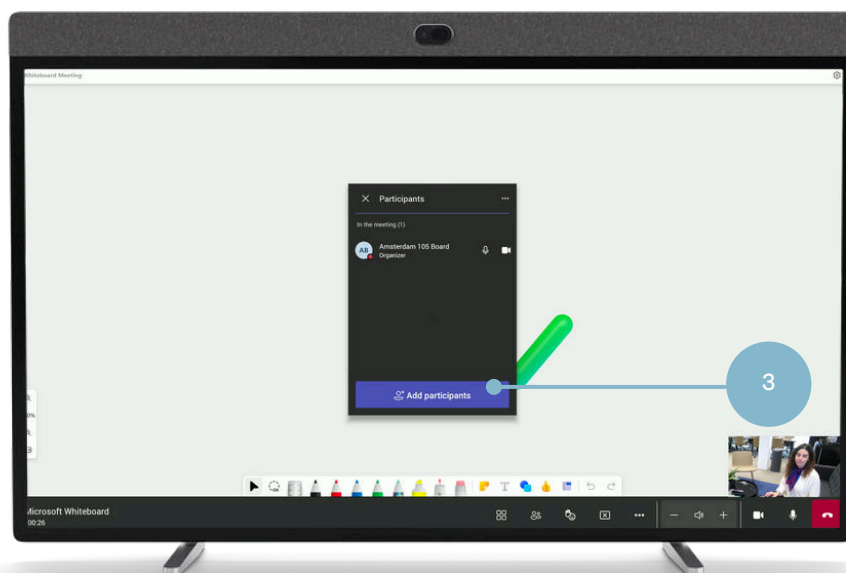 Whiteboard Meeting
Participants
In the meeting (1)
AB
Amsterdam 105 Board
Organizer
Add participants
3
Microsoft Whiteboard
00:26